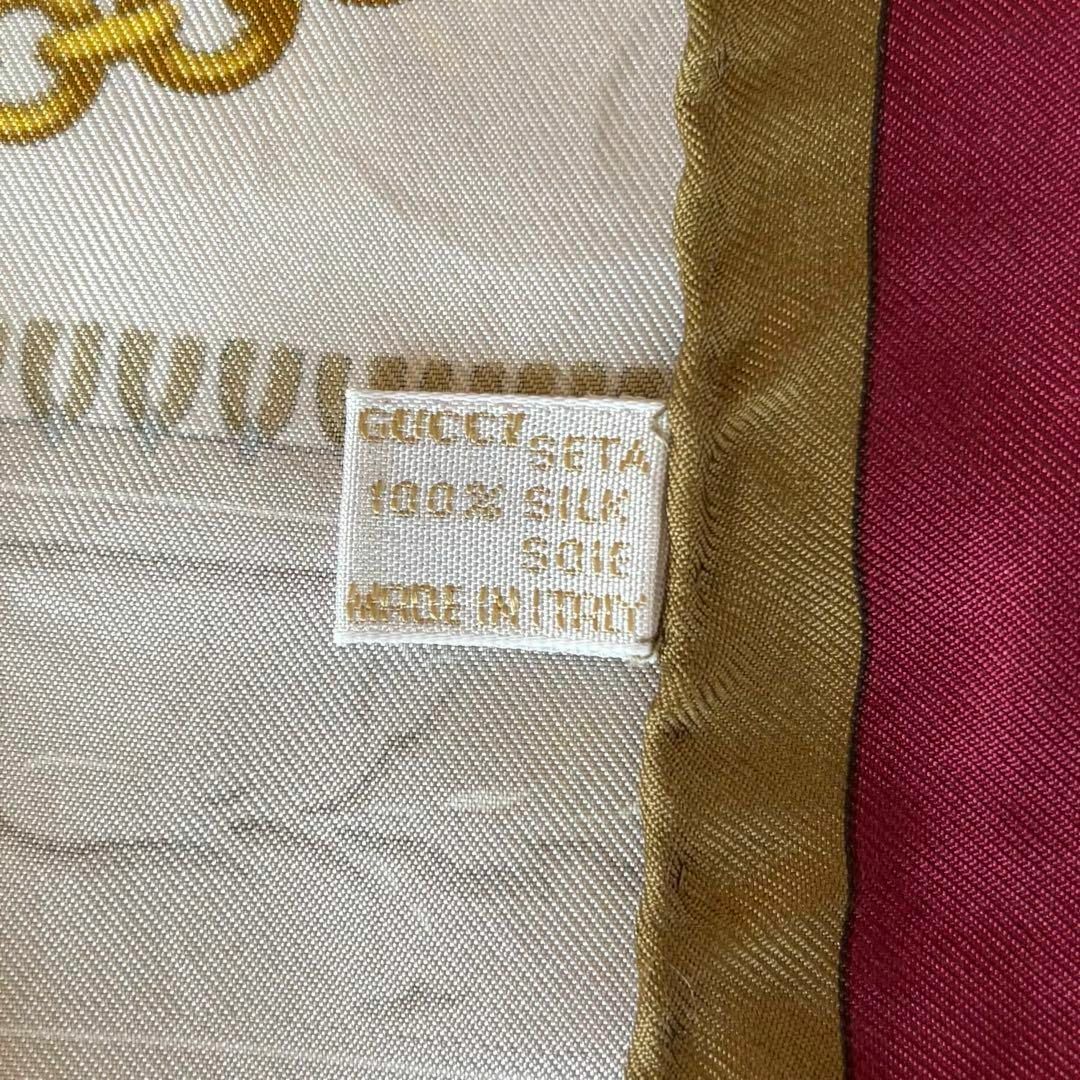 GUCCI
SETA
100% SILK
SOIE
MADE IN ITALY